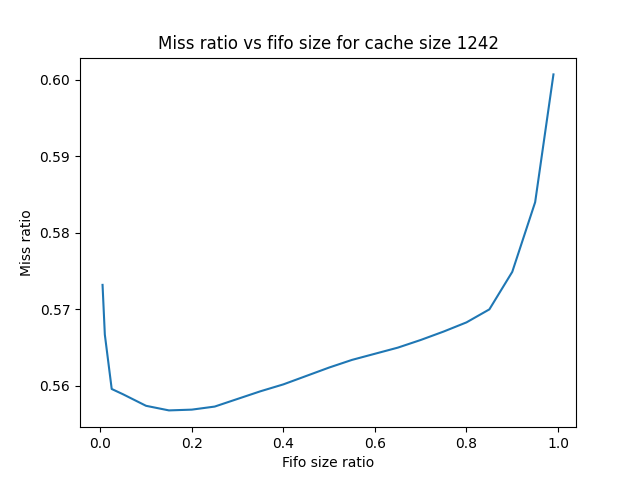 Miss ratio vs fifo size for cache size 1242
0.60
0.59
0.58
0.57
0.56
Miss ratio
0.0 0.2 0.4 0.6 0.8 1.0
Fifo size ratio